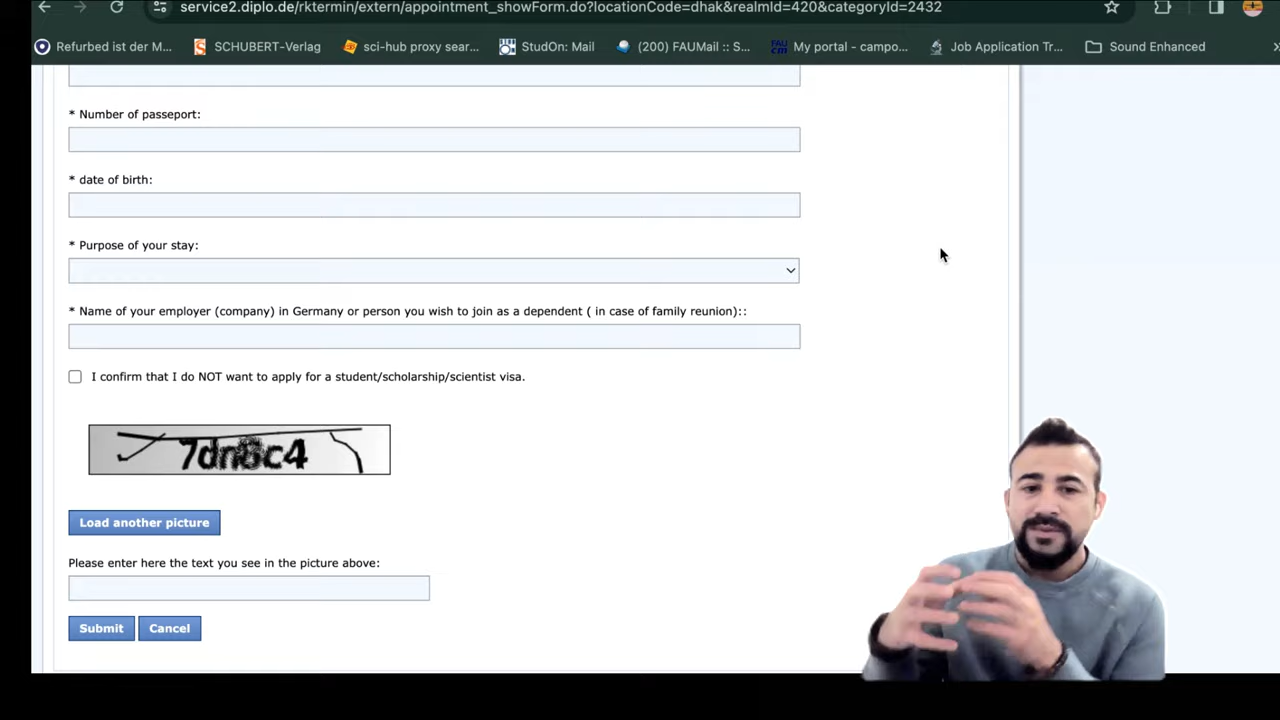 service2.diplo.de/rktermin/extern/appointment_showForm.do?locationCode=dhak&realmId=420&categoryId=2432
Refurbed ist der M... SCHUBERT-Verlag sci-hub proxy sear... StudOn: Mail (200) FAUMail :: S... My portal - campo... Job Application Tr... Sound Enhanced
* Number of passeport:
* date of birth:
* Purpose of your stay:
* Name of your employer (company) in Germany or person you wish to join as a dependent ( in case of family reunion)::
I confirm that I do NOT want to apply for a student/scholarship/scientist visa.
7dn8c4
Load another picture
Please enter here the text you see in the picture above:
Submit Cancel